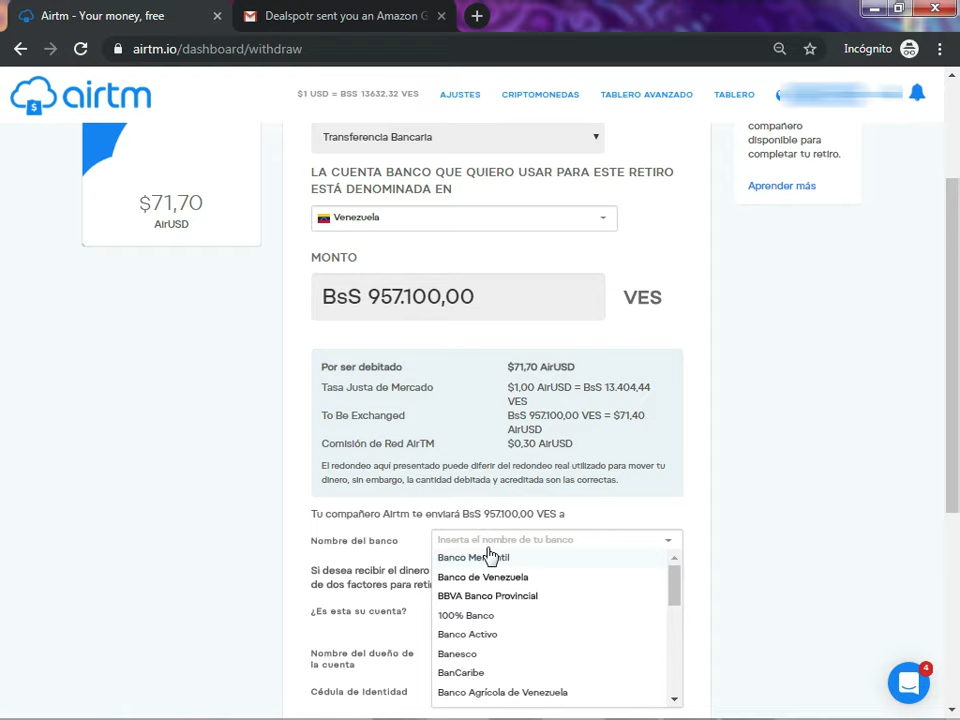 Airtm - Your money, free
Dealspotr sent you an Amazon G
airtm.io/dashboard/withdraw
Incógnito
airtm
$1 USD = BSS 13632.32 VES
AJUSTES
CRIPTOMONEDAS
TABLERO AVANZADO
TABLERO
$71,70
AirUSD
Transferencia Bancaria
LA CUENTA BANCO QUE QUIERO USAR PARA ESTE RETIRO
ESTÁ DENOMINADA EN
Venezuela
MONTO
BsS 957.100,00
VES
compañero
disponible para
completar tu retiro.
Aprender más
Por ser debitado
$71,70 AirUSD
Tasa Justa de Mercado
$1,00 AirUSD = BsS 13.404,44
VES
To Be Exchanged
BsS 957.100,00 VES = $71,40
AirUSD
Comisión de Red AirTM
$0,30 AirUSD
El redondeo aquí presentado puede diferir del redondeo real utilizado para mover tu
dinero, sin embargo, la cantidad debitada y acreditada son las correctas.
Tu compañero Airtm te enviará BsS 957.100,00 VES a
Nombre del banco
Inserta el nombre de tu banco
Banco de Venezuela
BBVA Banco Provincial
100% Banco
Banco Activo
Banesco
BanCaribe
Banco Agrícola de Venezuela
Si desea recibir el dinero
de dos factores para reti
¿Es esta su cuenta?
Nombre del dueño de
la cuenta
Cédula de Identidad
4